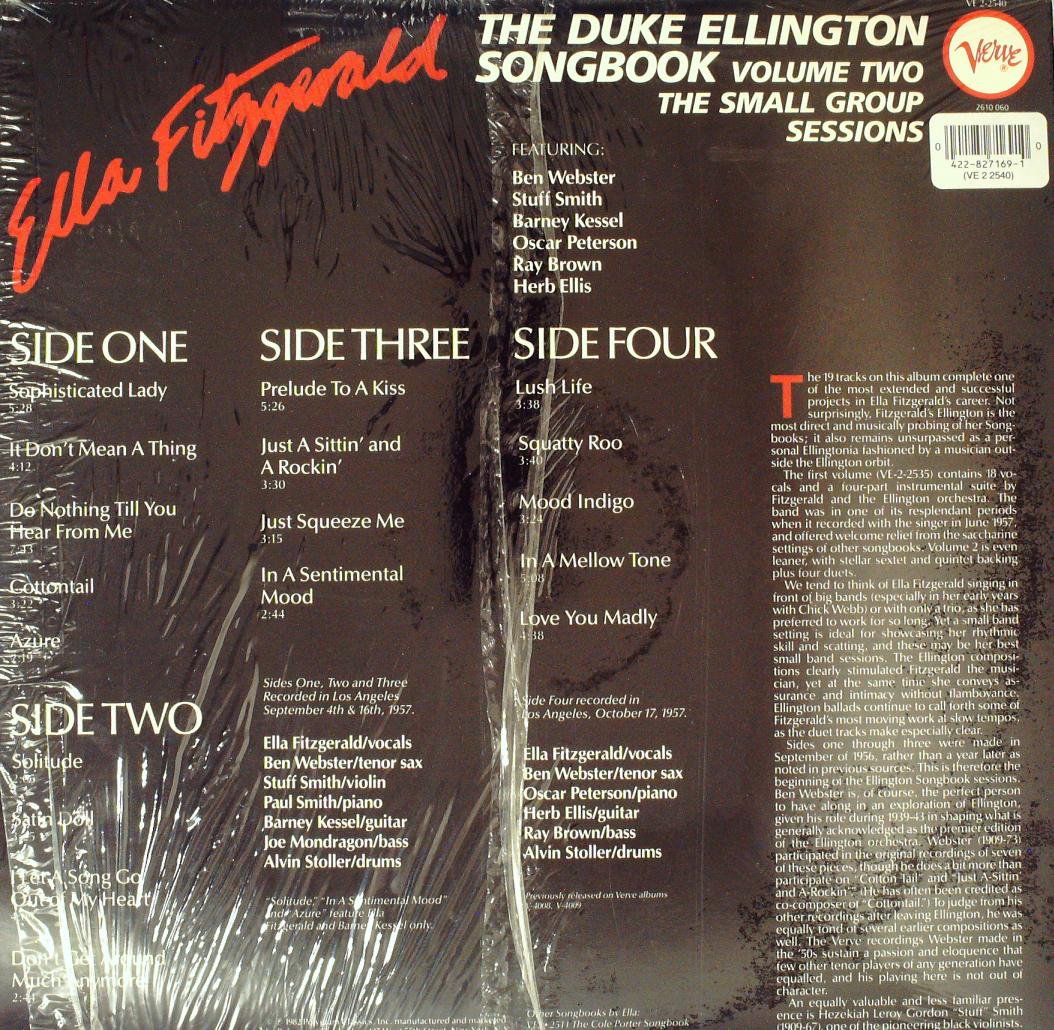 Ella Fitzgerald
THE DUKE ELLINGTON
SONGBOOK VOLUME TWO
THE SMALL GROUP
SESSIONS
VE 2-2540
Verve
2610 060
0 422-827169-1 0
(VE 2 2540)
FEATURING:
Ben Webster
Stuff Smith
Barney Kessel
Oscar Peterson
Ray Brown
Herb Ellis
SIDE ONE
Sophisticated Lady
5:28
It Don't Mean A Thing
4:12
Do Nothing Till You
Hear From Me
7:43
Cottontail
3:22
Azure
2:19
SIDE TWO
Solitude
Satin Doll
I Let A Song Go
Out of My Heart
Don't Get Around
Much Anymore
2:44
SIDE THREE
Prelude To A Kiss
5:26
Just A Sittin' and
A Rockin'
3:30
Just Squeeze Me
3:15
In A Sentimental
Mood
2:44
Sides One, Two and Three
Recorded in Los Angeles
September 4th & 16th, 1957.
Ella Fitzgerald/vocals
Ben Webster/tenor sax
Stuff Smith/violin
Paul Smith/piano
Barney Kessel/guitar
Joe Mondragon/bass
Alvin Stoller/drums
"Solitude," "In A Sentimental Mood"
and "Azure" feature Ella
Fitzgerald and Barney Kessel only.
SIDE FOUR
Lush Life
3:38
Squatty Roo
3:40
Mood Indigo
3:24
In A Mellow Tone
5:08
Love You Madly
4:38
Side Four recorded in
Los Angeles, October 17, 1957.
Ella Fitzgerald/vocals
Ben Webster/tenor sax
Oscar Peterson/piano
Herb Ellis/guitar
Ray Brown/bass
Alvin Stoller/drums
Previously released on Verve albums
V-4008, V-4009
© 1982 Polygram Classics, Inc. manufactured and marketed
Other Songbooks by Ella:
VE-2-2511 The Cole Porter Songbook
The 19 tracks on this album complete one
of the most extended and successful
projects in Ella Fitzgerald's career. Not
surprisingly, Fitzgerald's Ellington is the
most direct and musically probing of her Song-
books; it also remains unsurpassed as a per-
sonal Ellingtonia fashioned by a musician out-
side the Ellington orbit.
The first volume (VE-2-2535) contains 18 vo-
cals and a four-part instrumental suite by
Fitzgerald and the Ellington orchestra. The
band was in one of its resplendent periods
when it recorded with the singer in June 1957,
and offered welcome relief from the saccharine
settings of other songbooks. Volume 2 is even
leaner, with stellar sextet and quintet backing
plus four duets.
We tend to think of Ella Fitzgerald singing in
front of big bands (especially in her early years
with Chick Webb) or with only a trio, as she has
preferred to work for so long. Yet a small band
setting is ideal for showcasing her rhythmic
skill and scatting, and these may be her best
small band sessions. The Ellington composi-
tions clearly stimulated Fitzgerald the musi-
cian, yet at the same time she conveys as-
surance and intimacy without flamboyance.
Ellington ballads continue to call forth some of
Fitzgerald's most moving work at slow tempos,
as the duet tracks make especially clear.
Sides one through three were made in
September of 1956, rather than a year later as
noted in previous sources. This is therefore the
beginning of the Ellington Songbook sessions.
Ben Webster is, of course, the perfect person
to have along in an exploration of Ellington,
given his role during 1939-43 in shaping what is
generally acknowledged as the premier edition
of the Ellington orchestra. Webster (1909-73)
participated in the original recordings of seven
of these pieces, though he does a bit more than
participate on "Cotton Tail" and "Just A-Sittin'
and A-Rockin'." (He has often been credited as
co-composer of "Cottontail.") To judge from his
other recordings after leaving Ellington, he was
equally fond of several earlier compositions as
well. The Verve recordings Webster made in
the '50s sustain a passion and eloquence that
few other tenor players of any generation have
equalled, and his playing here is not out of
character.
An equally valuable and less familiar pres-
ence is Hezekiah Leroy Gordon "Stuff" Smith
(1909-67), one of the pioneering black violinists,